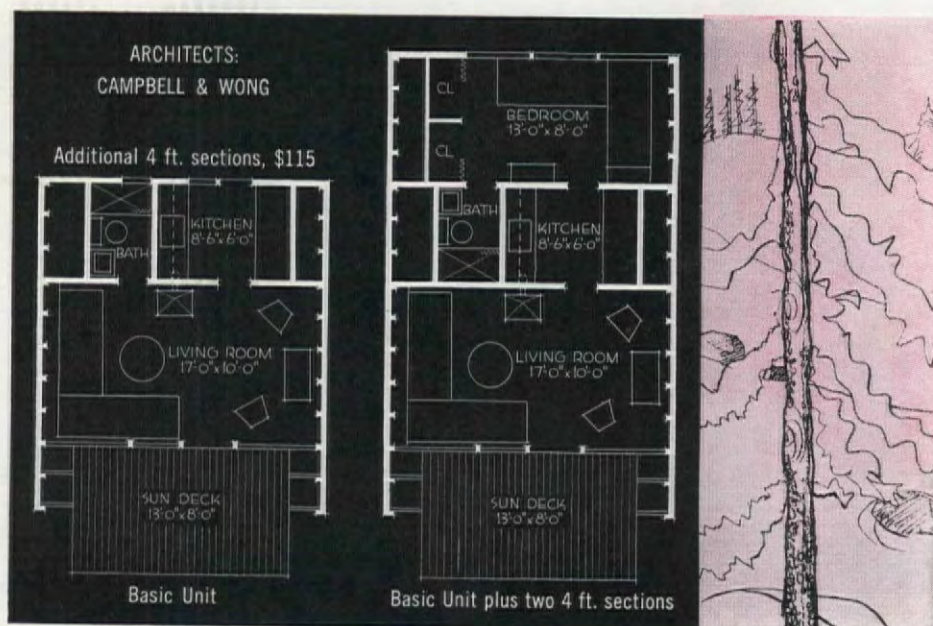 ARCHITECTS:
CAMPBELL & WONG
Additional 4 ft. sections, $115
KITCHEN
8'-6"x6'-0"
BATH
LIVING ROOM
17'-0"x10'-0"
SUN DECK
13'-0"x8'-0"
Basic Unit
CL
BEDROOM
13'-0"x8'-0"
CL
BATH
KITCHEN
8'-6"x6'-0"
LIVING ROOM
17'-0"x10'-0"
SUN DECK
13'-0"x8'-0"
Basic Unit plus two 4 ft. sections